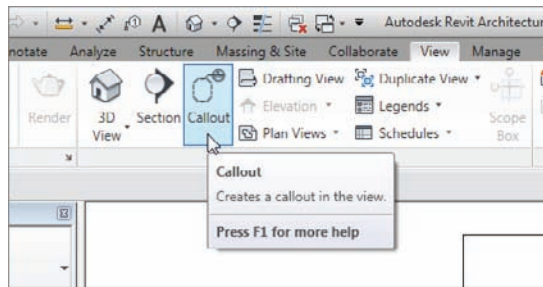 A Autodesk Revit Architectur
notate Analyze Structure Massing & Site Collaborate View Manage
Render 3D View Section Callout Drafting View Duplicate View
Elevation Legends Scope Box
Plan Views Schedules
Callout
Creates a callout in the view.
Press F1 for more help